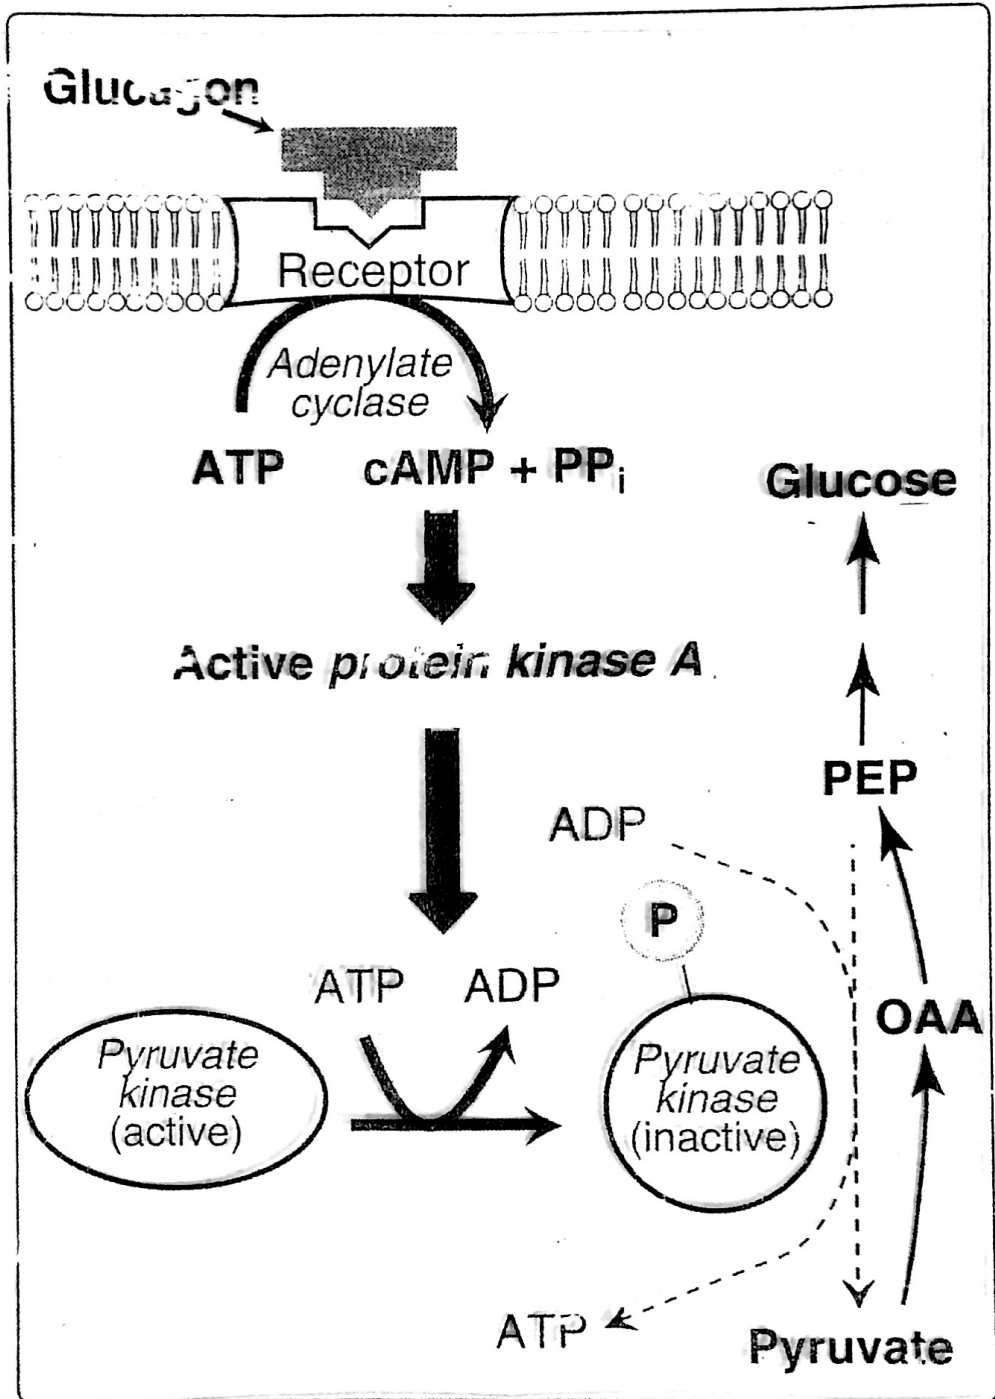 Glucagon
Receptor
Adenylate
cyclase
ATP
cAMP + PPi
Glucose
Active protein kinase A
PEP
ADP
P
ATP
ADP
OAA
Pyruvate
kinase
(active)
Pyruvate
kinase
(inactive)
ATP
Pyruvate